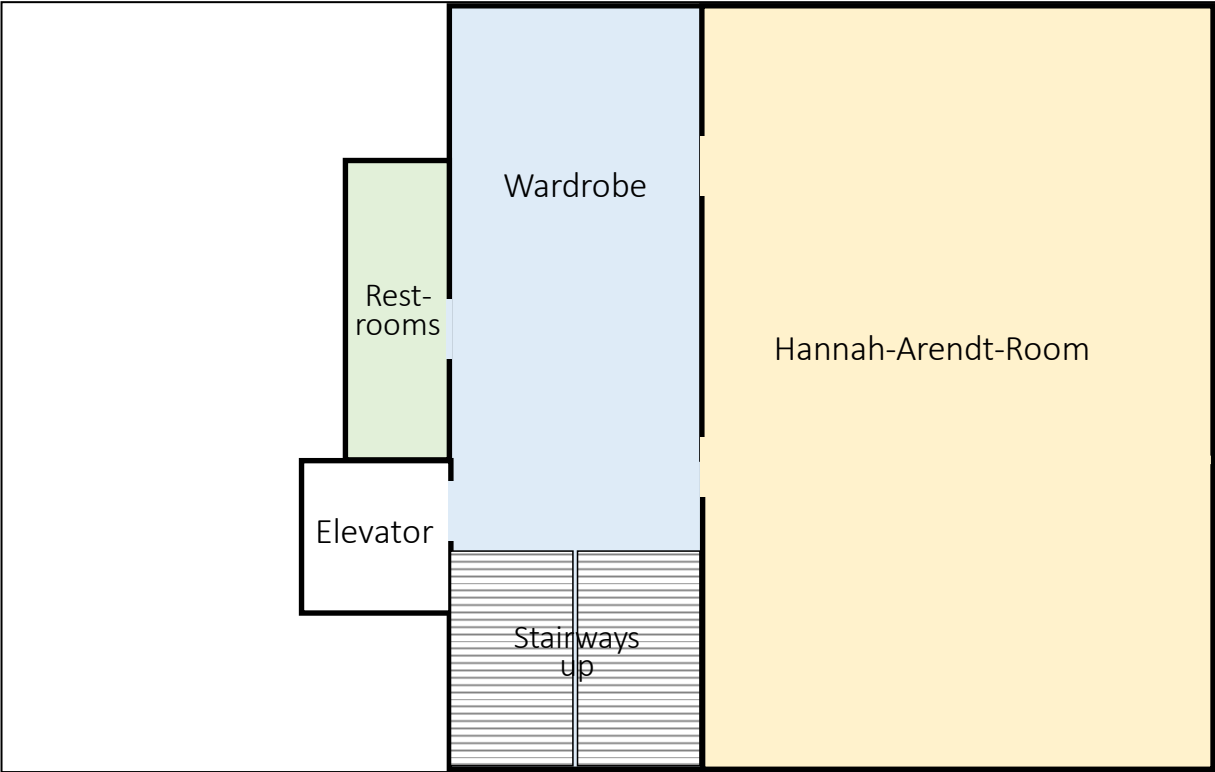 Wardrobe
Rest-
rooms
Hannah-Arendt-Room
Elevator
Stairways
up